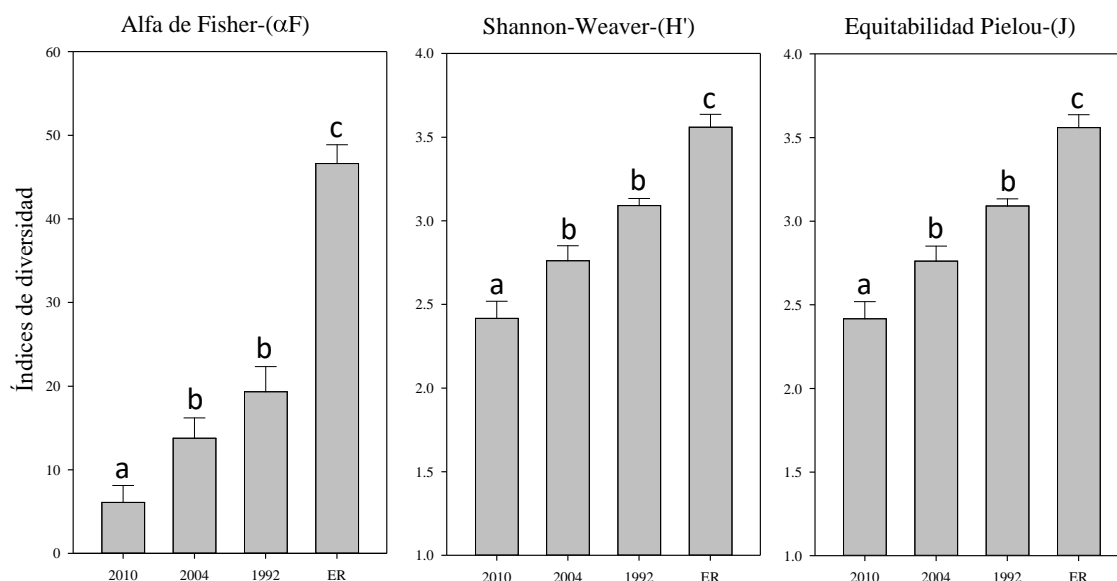 Alfa de Fisher-(αF)
Shannon-Weaver-(H')
Equitabilidad Pielou-(J)
Índices de diversidad
60
50
40
30
20
10
0
a
b
b
c
2010
2004
1992
ER
4.0
3.5
3.0
2.5
2.0
1.5
1.0
a
b
b
c
2010
2004
1992
ER
4.0
3.5
3.0
2.5
2.0
1.5
1.0
a
b
b
c
2010
2004
1992
ER